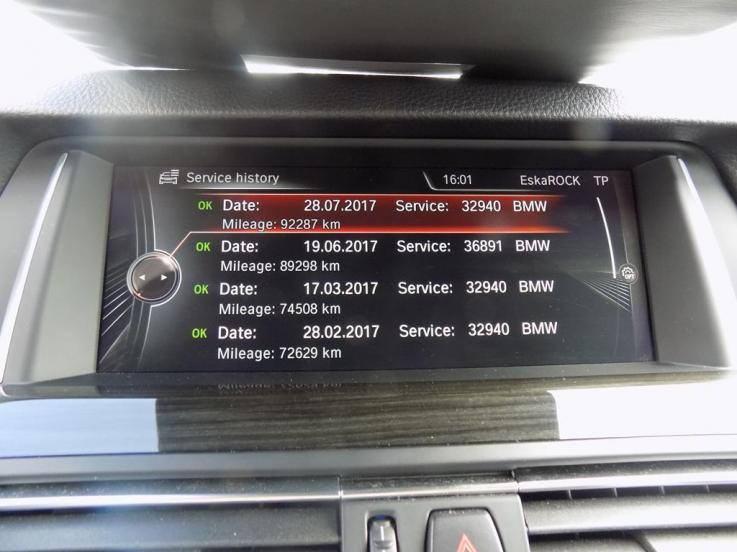 Service history 16:01 EskaROCK TP
OK Date: 28.07.2017 Service: 32940 BMW
Mileage: 92287 km
OK Date: 19.06.2017 Service: 36891 BMW
Mileage: 89298 km
OK Date: 17.03.2017 Service: 32940 BMW
Mileage: 74508 km
OK Date: 28.02.2017 Service: 32940 BMW
Mileage: 72629 km
OPT